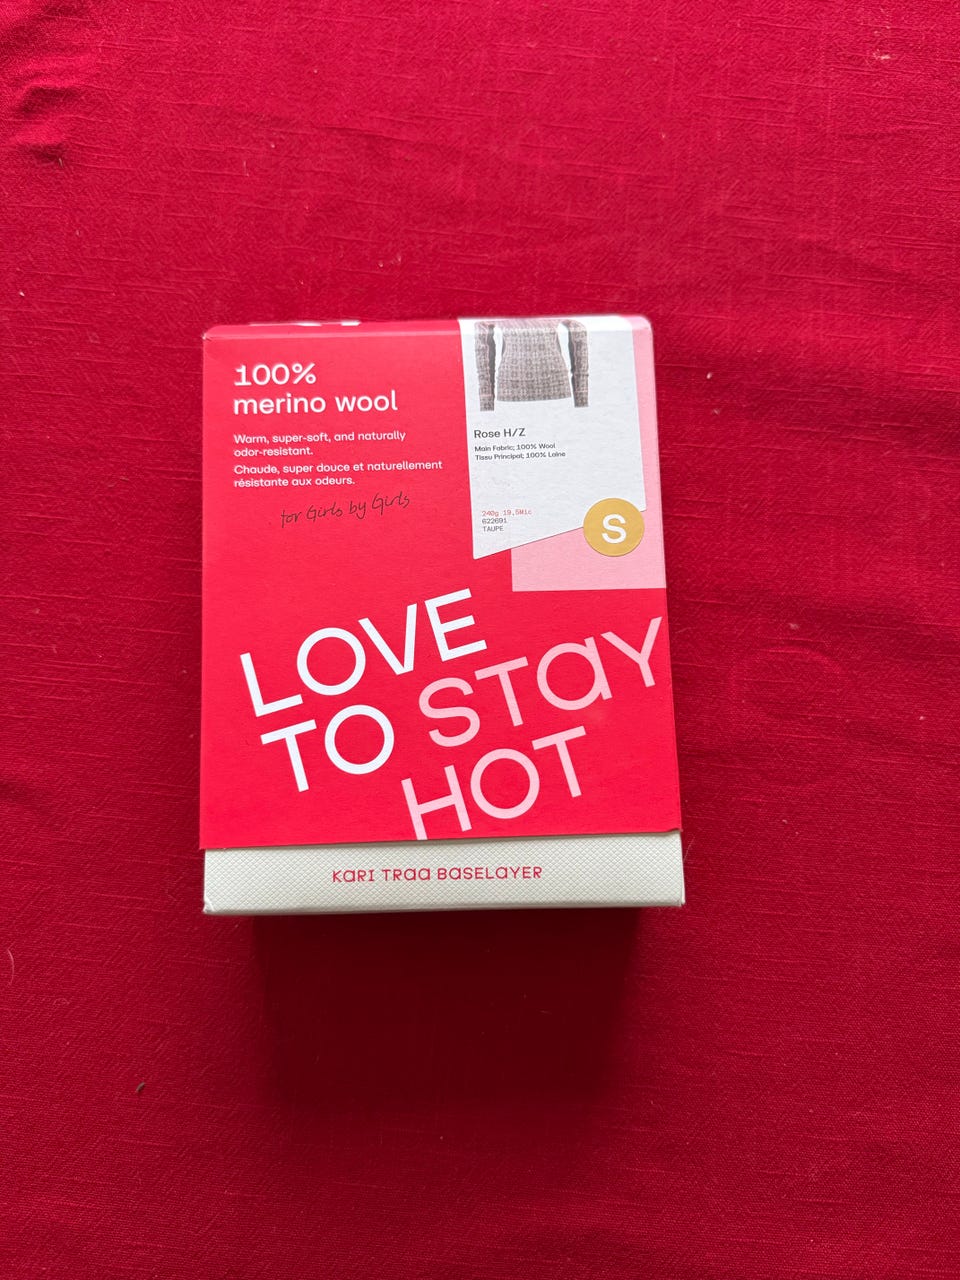 100%
merino wool
Warm, super-soft, and naturally
odor-resistant.
Chaude, super douce et naturellement
résistante aux odeurs.
for Girls by Girls
Rose H/Z
Main Fabric; 100% Wool
Tissu Principal; 100% Laine
240g 19,5Mic
622691
TAUPE
S
LOVE
TO STAY
HOT
KARI TRAA BASELAYER